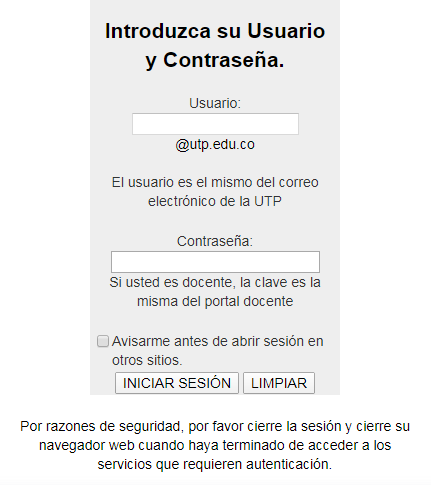 Introduzca su Usuario
y Contraseña.
Usuario:
@utp.edu.co
El usuario es el mismo del correo
electrónico de la UTP
Contraseña:
Si usted es docente, la clave es la
misma del portal docente
Avisarme antes de abrir sesión en
otros sitios.
INICIAR SESIÓN LIMPIAR
Por razones de seguridad, por favor cierre la sesión y cierre su
navegador web cuando haya terminado de acceder a los
servicios que requieren autenticación.